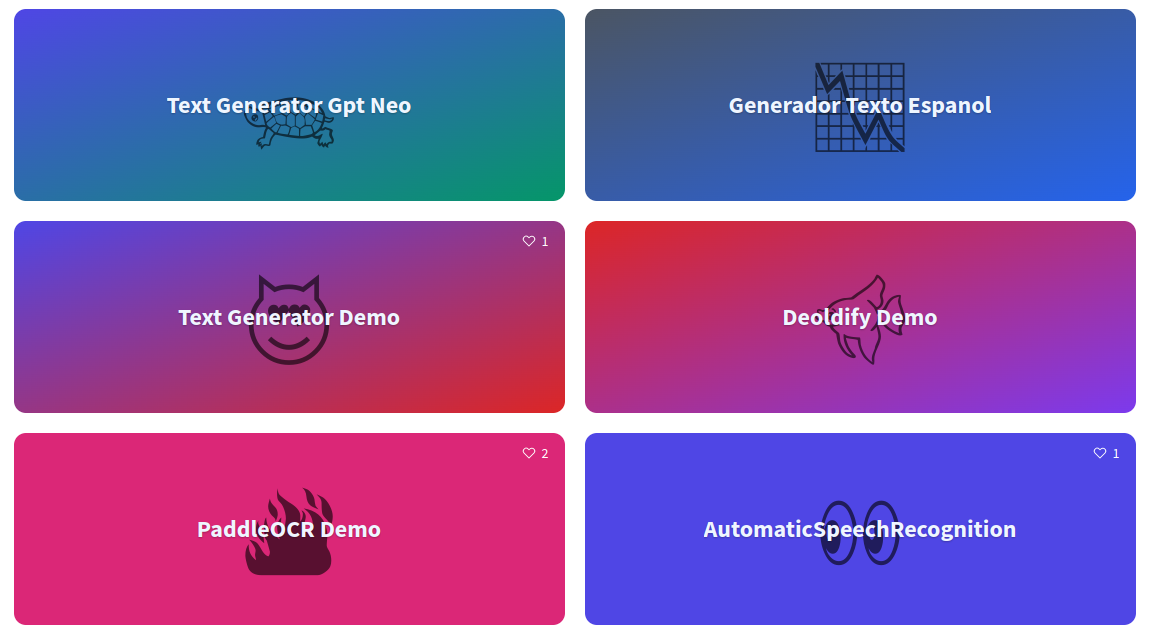 Text Generator Gpt Neo
Generador Texto Espanol
1
Text Generator Demo
Deoldify Demo
2
PaddleOCR Demo
1
AutomaticSpeechRecognition